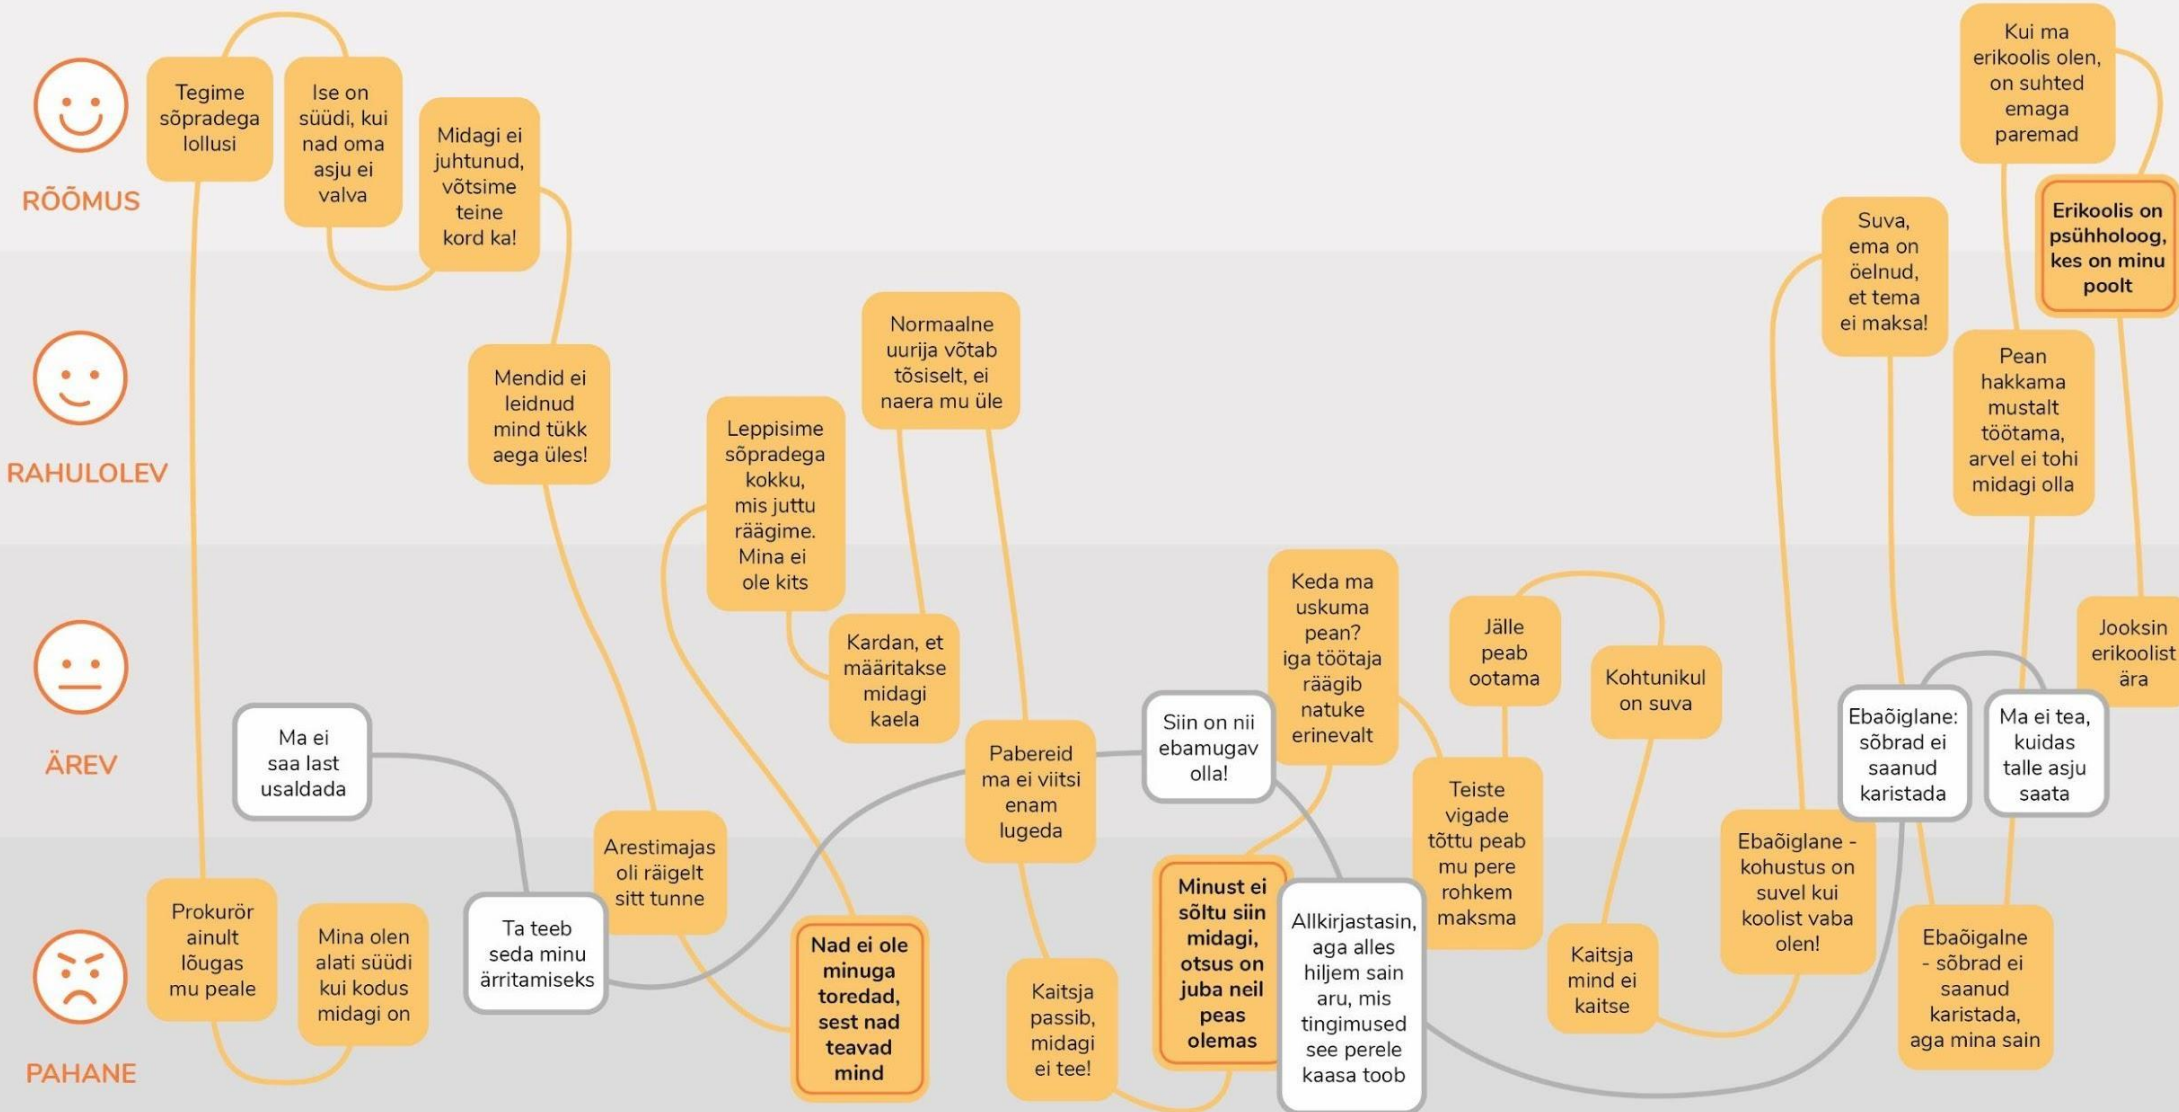 RÕÕMUS
Tegime
sõpradega
lollusi
Ise on
süüdi, kui
nad oma
asju ei
valva
Midagi ei
juhtunud,
võtsime
teine
kord ka!
Kui ma
erikoolis olen,
on suhted
emaga
paremad
Erikoolis on
psühholoog,
kes on minu
poolt
Suva,
ema on
öelnud,
et tema
ei maksa!
RAHULOLEV
Mendid ei
leidnud
mind tükk
aega üles!
Leppisime
sõpradega
kokku,
mis juttu
räägime.
Mina ei
ole kits
Normaalne
uurija võtab
tõsiselt, ei
naera mu üle
Pean
hakkama
mustalt
töötama,
arvel ei tohi
midagi olla
ÄREV
Ma ei
saa last
usaldada
Kardan, et
määritakse
midagi
kaela
Pabereid
ma ei viitsi
enam
lugeda
Siin on nii
ebamugav
olla!
Keda ma
uskuma
pean?
iga töötaja
räägib
natuke
erinevalt
Jälle
peab
ootama
Kohtunikul
on suva
Teiste
vigade
tõttu peab
mu pere
rohkem
maksma
Ebaõiglane:
sõbrad ei
saanud
karistada
Ma ei tea,
kuidas
talle asju
saata
Jooksin
erikoolist
ära
PAHANE
Prokurör
ainult
lõugas
mu peale
Mina olen
alati süüdi
kui kodus
midagi on
Ta teeb
seda minu
ärritamiseks
Arestimajas
oli räigelt
sitt tunne
Nad ei ole
minuga
toredad,
sest nad
teavad
mind
Kaitsja
passib,
midagi
ei tee!
Minust ei
sõltu siin
midagi,
otsus on
juba neil
peas
olemas
Allkirjastasin,
aga alles
hiljem sain
aru, mis
tingimused
see perele
kaasa toob
Kaitsja
mind ei
kaitse
Ebaõiglane -
kohustus on
suvel kui
koolist vaba
olen!
Ebaõigalne
- sõbrad ei
saanud
karistada,
aga mina sain